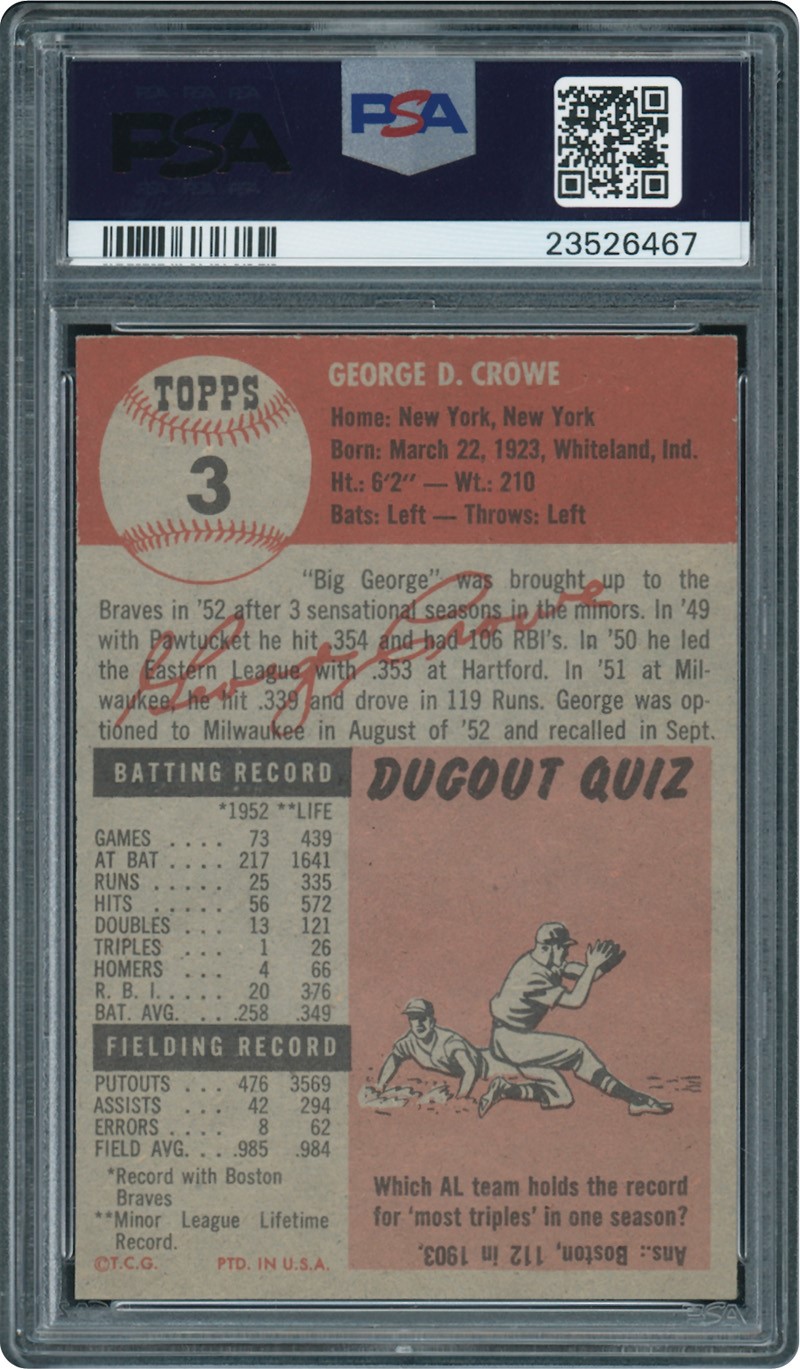 PSA
PSA
23526467
TOPPS
3
GEORGE D. CROWE
Home: New York, New York
Born: March 22, 1923, Whiteland, Ind.
Ht.: 6'2" — Wt.: 210
Bats: Left — Throws: Left
"Big George" was brought up to the
Braves in '52 after 3 sensational seasons in the minors. In '49
with Pawtucket he hit .354 and had 106 RBI's. In '50 he led
the Eastern League with .353 at Hartford. In '51 at Mil-
waukee, he hit .339 and drove in 119 Runs. George was op-
tioned to Milwaukee in August of '52 and recalled in Sept.
George Crowe
BATTING RECORD
*1952 **LIFE
GAMES .... 73 439
AT BAT .... 217 1641
RUNS ..... 25 335
HITS ..... 56 572
DOUBLES ... 13 121
TRIPLES ... 1 26
HOMERS ... 4 66
R. B. I. .... 20 376
BAT. AVG. .. .258 .349
FIELDING RECORD
PUTOUTS ... 476 3569
ASSISTS ... 42 294
ERRORS .... 8 62
FIELD AVG. .. .985 .984
*Record with Boston
Braves
**Minor League Lifetime
Record.
©T.C.G. PTD. IN U.S.A.
DUGOUT QUIZ
Which AL team holds the record
for 'most triples' in one season?
Ans.: Boston, 112 in 1903.
PSA